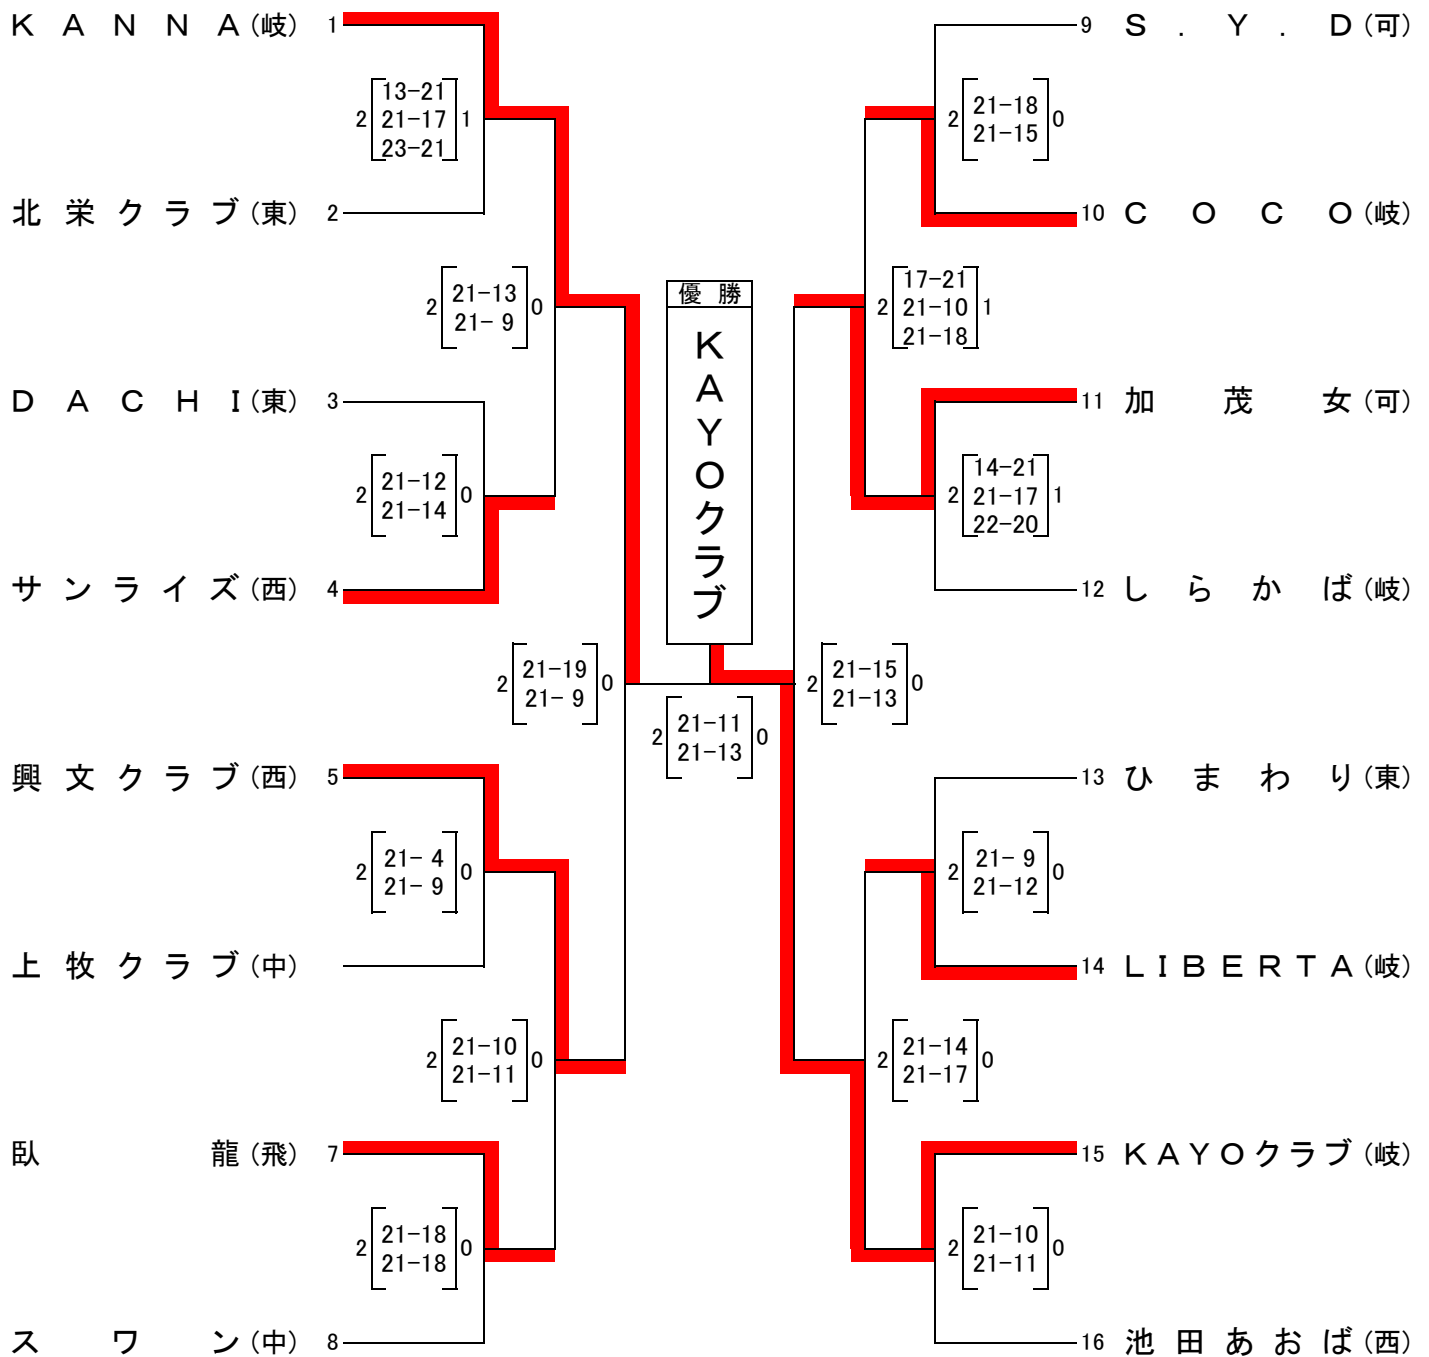 KANNA(岐) 1
2 [13-21 21-17 23-21] 1
北栄クラブ(東) 2
2 [21-13 21- 9] 0
DACHI(東) 3
2 [21-12 21-14] 0
サンライズ(西) 4
2 [21-19 21- 9] 0
興文クラブ(西) 5
2 [21- 4 21- 9] 0
上牧クラブ(中)
2 [21-10 21-11] 0
臥龍(飛) 7
2 [21-18 21-18] 0
スワン(中) 8
優勝
KAYOクラブ
2 [21-11 21-13] 0
9 S.Y.D(可)
2 [21-18 21-15] 0
10 COCO(岐)
2 [17-21 21-10 21-18] 1
11 加茂女(可)
2 [14-21 21-17 22-20] 1
12 しらかば(岐)
2 [21-15 21-13] 0
13 ひまわり(東)
2 [21- 9 21-12] 0
14 LIBERTA(岐)
2 [21-14 21-17] 0
15 KAYOクラブ(岐)
2 [21-10 21-11] 0
16 池田あおば(西)